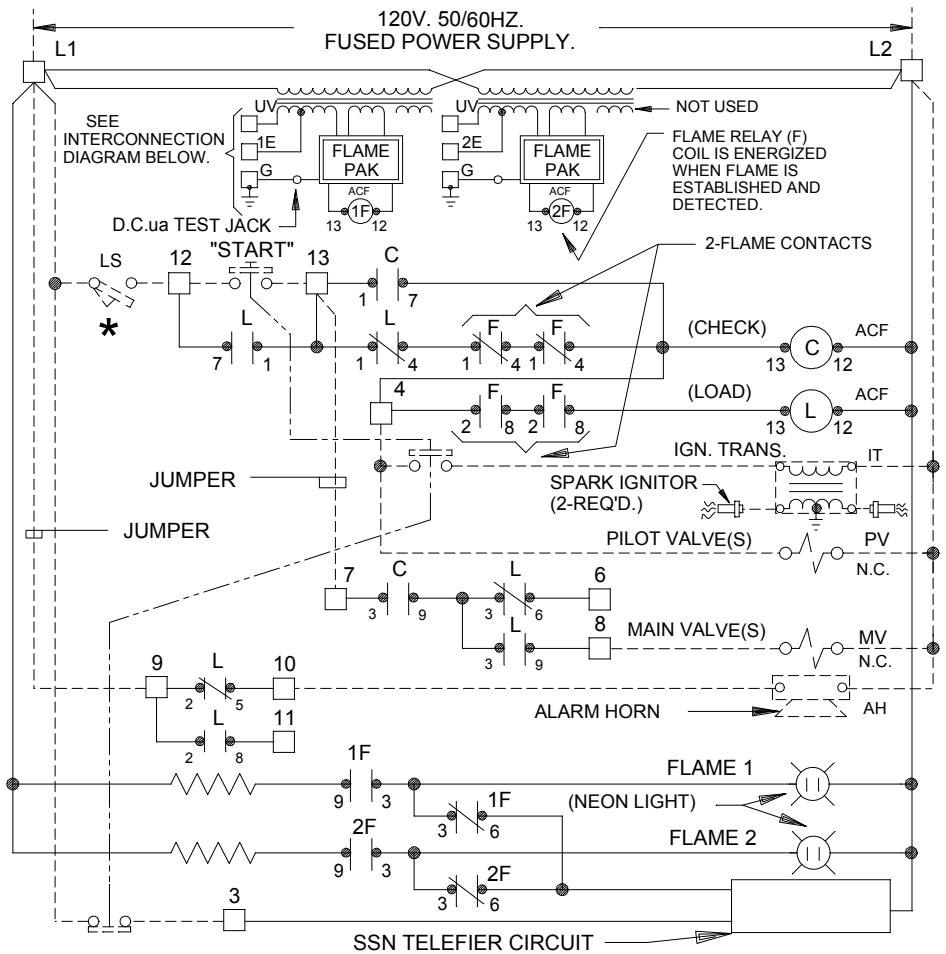 120V. 50/60HZ.
FUSED POWER SUPPLY.
L1
L2
UV
UV
NOT USED
SEE
INTERCONNECTION
DIAGRAM BELOW.
1E
2E
G
G
FLAME
PAK
FLAME
PAK
FLAME RELAY (F)
COIL IS ENERGIZED
WHEN FLAME IS
ESTABLISHED AND
DETECTED.
ACF
1F
13
12
ACF
2F
13
12
D.C.ua TEST JACK
"START"
2-FLAME CONTACTS
LS
12
13
C
1
7
*
L
7
1
L
1
4
F
1
4
F
1
4
(CHECK)
C
13
12
ACF
4
F
2
8
F
2
8
(LOAD)
L
13
12
ACF
IGN. TRANS.
IT
JUMPER
SPARK IGNITOR
(2-REQ'D.)
JUMPER
PILOT VALVE(S)
PV
N.C.
7
C
3
9
L
3
6
6
L
3
9
8
MAIN VALVE(S)
MV
N.C.
9
L
2
5
10
L
2
8
11
ALARM HORN
AH
1F
9
3
FLAME 1
1F
3
6
(NEON LIGHT)
2F
9
3
FLAME 2
2F
3
6
3
SSN TELEFIER CIRCUIT